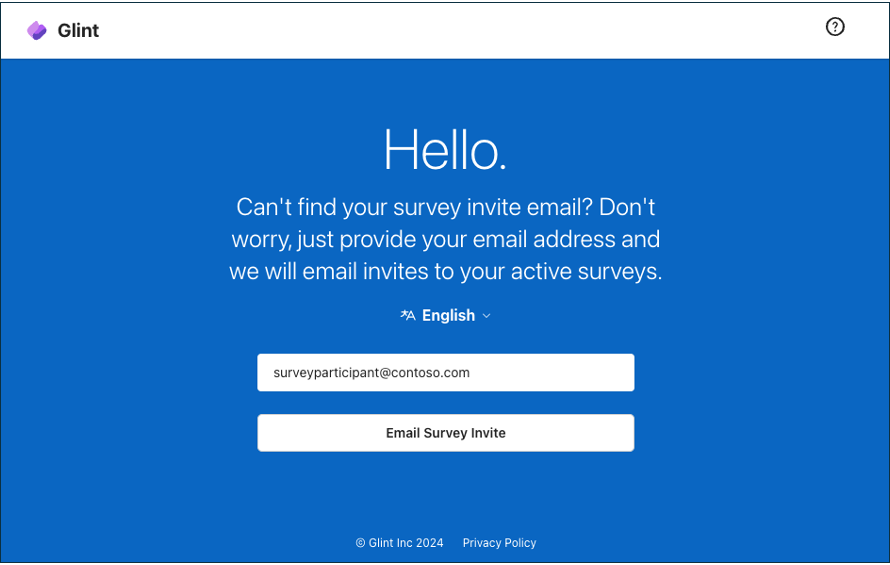 Glint
Hello.
Can't find your survey invite email? Don't
worry, just provide your email address and
we will email invites to your active surveys.
English
surveyparticipant@contoso.com
Email Survey Invite
© Glint Inc 2024 Privacy Policy